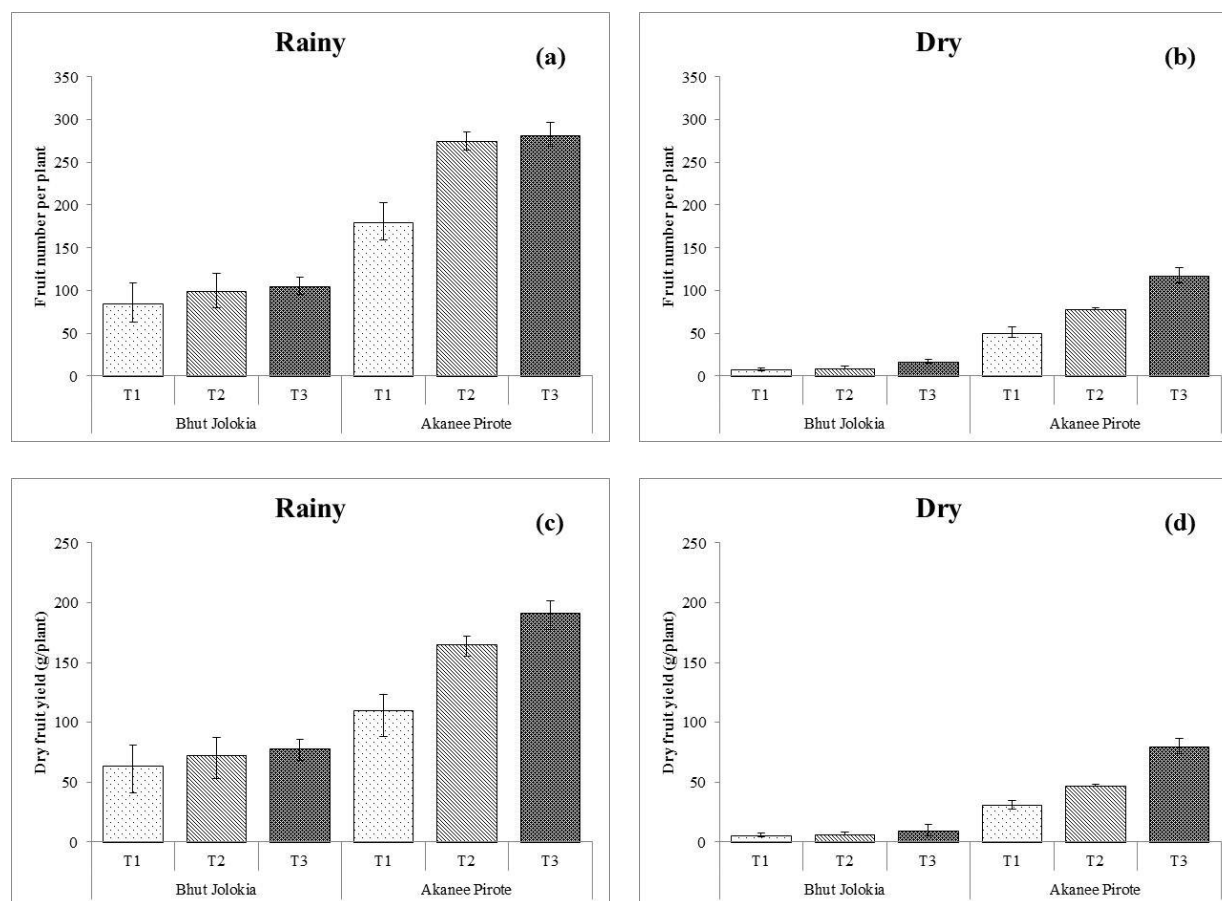 Rainy
(a)
Fruit number per plant
350
300
250
200
150
100
50
0
T1 T2 T3 T1 T2 T3
Bhut Jolokia Akanee Pirote
Dry
(b)
Fruit number per plant
350
300
250
200
150
100
50
0
T1 T2 T3 T1 T2 T3
Bhut Jolokia Akanee Pirote
Rainy
(c)
Dry fruit yield (g/plant)
250
200
150
100
50
0
T1 T2 T3 T1 T2 T3
Bhut Jolokia Akanee Pirote
Dry
(d)
Dry fruit yield (g/plant)
250
200
150
100
50
0
T1 T2 T3 T1 T2 T3
Bhut Jolokia Akanee Pirote